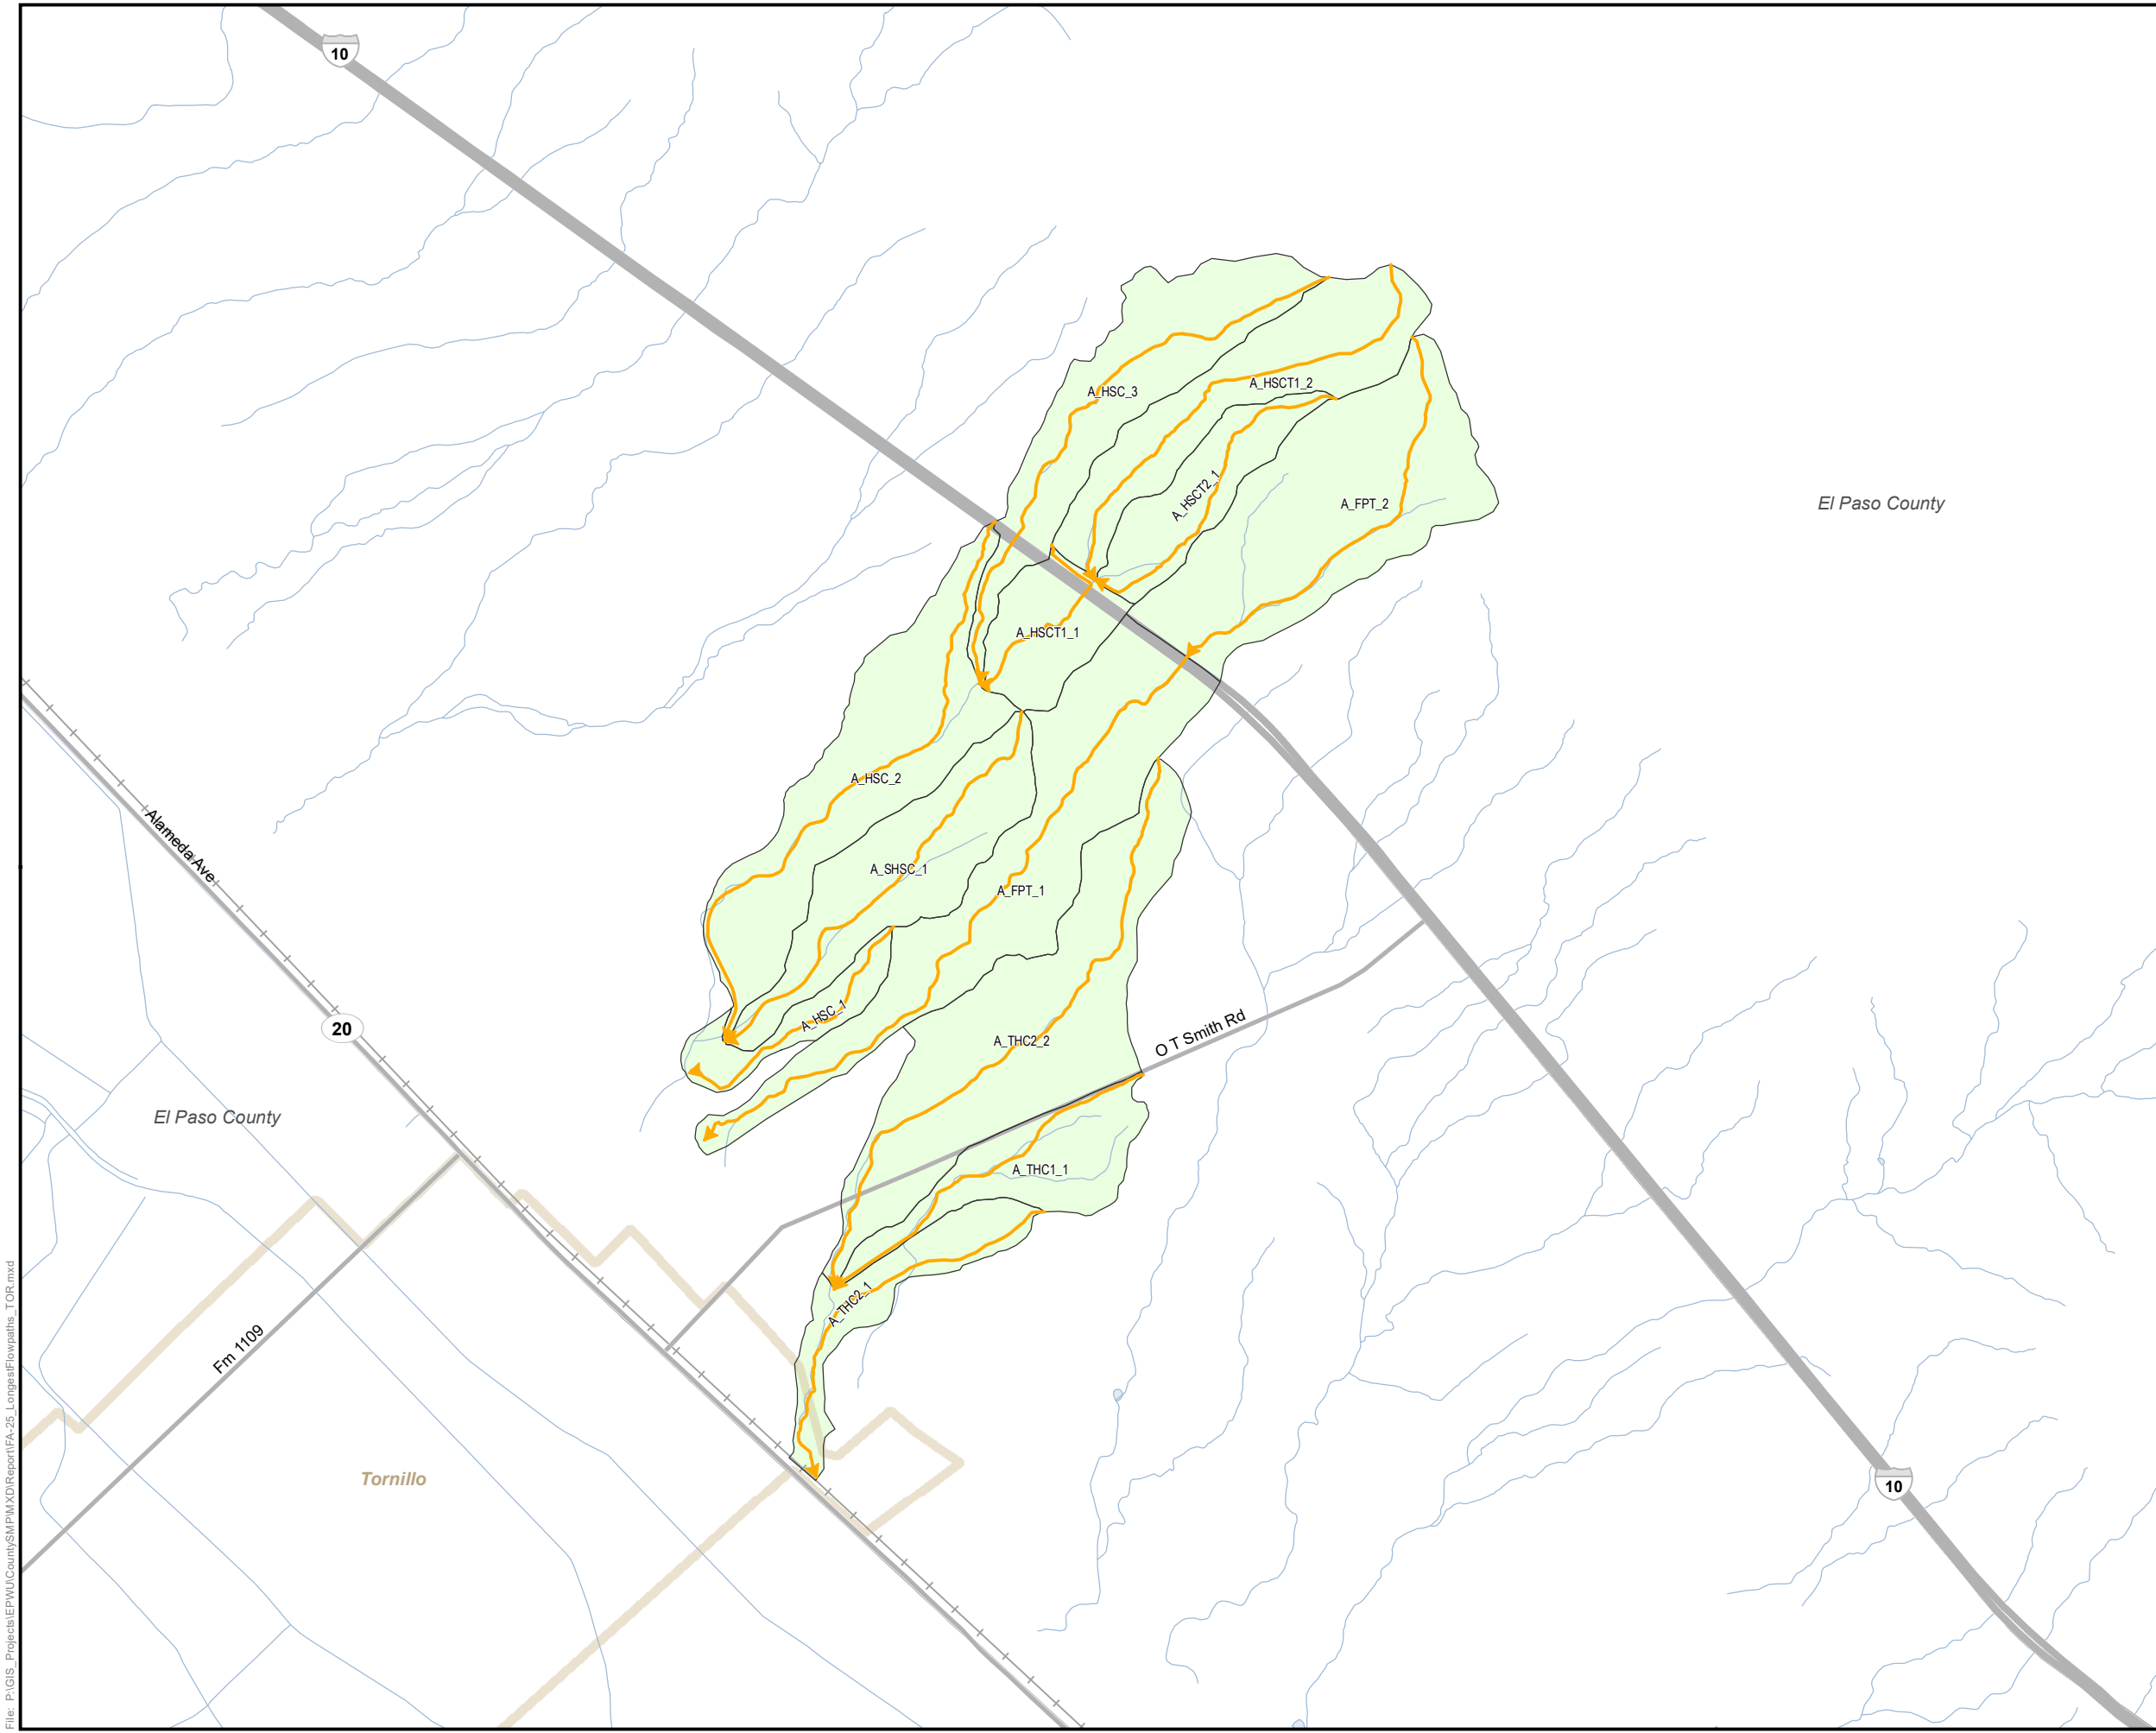 10
A_HSC_3
A_HSCT1_2
A_HSCT2_1
A_FPT_2
El Paso County
A_HSCT1_1
A_HSC_2
Alameda Ave
A_SHSC_1
A_FPT_1
A_HSC_1
20
A_THC2_2
O T Smith Rd
El Paso County
A_THC1_1
A_THC2_1
Fm 1109
Tornillo
10
File: P:\GIS_Projects\EPWU\CountySMP\MXD\Report\FA-25_LongestFlowpaths_TOR.mxd